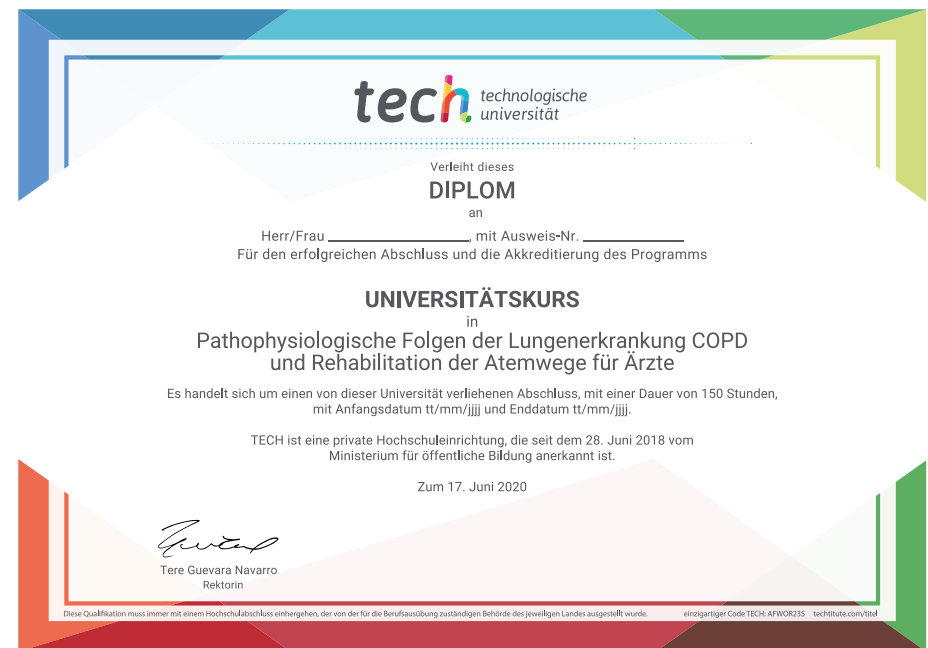 tech technologische
universität
Verleiht dieses
DIPLOM
an
Herr/Frau ____________, mit Ausweis-Nr. ____________
Für den erfolgreichen Abschluss und die Akkreditierung des Programms
UNIVERSITÄTSKURS
in
Pathophysiologische Folgen der Lungenerkrankung COPD
und Rehabilitation der Atemwege für Ärzte
Es handelt sich um einen von dieser Universität verliehenen Abschluss, mit einer Dauer von 150 Stunden,
mit Anfangsdatum tt/mm/jjjj und Enddatum tt/mm/jjjj.
TECH ist eine private Hochschuleinrichtung, die seit dem 28. Juni 2018 vom
Ministerium für öffentliche Bildung anerkannt ist.
Zum 17. Juni 2020
Tere Guevara Navarro
Rektorin
Diese Qualifikation muss immer mit einem Hochschulabschluss einhergehen, der von der für die Berufsausübung zuständigen Behörde des jeweiligen Landes ausgestellt wurde. einzigartiger Code TECH: AFWOR23S techtitute.com/titel